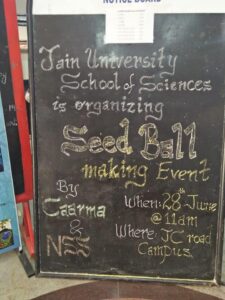 NOTICE BOARD
Jain University
School of Sciences
is organizing
Seed Ball
making Event
By
Caarma
&
NSS
When: 28th June
@ 11am
Where: JC road
Campus